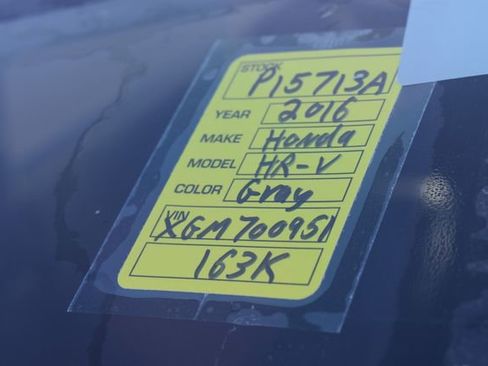 STOCK P15713A
YEAR 2016
MAKE Honda
MODEL HR-V
COLOR Gray
VIN XGM700951
163K